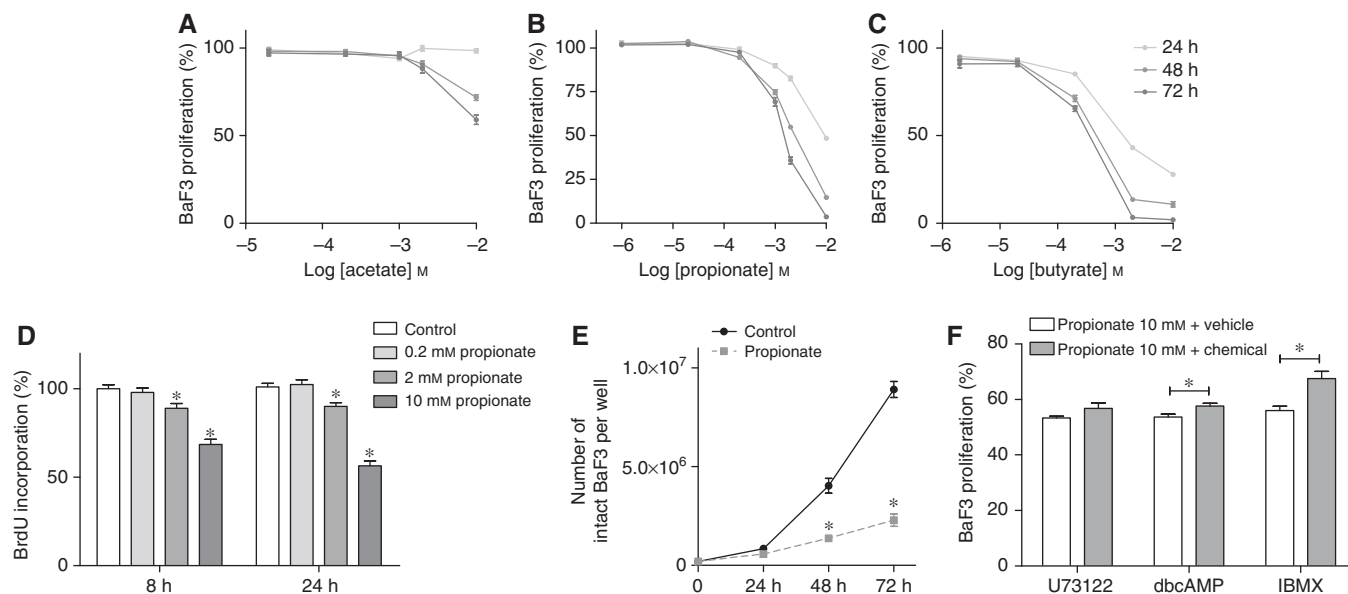 A
BaF3 proliferation (%)
100
50
0
–5
–4
–3
–2
Log [acetate] M
B
BaF3 proliferation (%)
100
75
50
25
0
–6
–5
–4
–3
–2
Log [propionate] M
C
BaF3 proliferation (%)
100
50
0
–6
–5
–4
–3
–2
Log [butyrate] M
24 h
48 h
72 h
D
BrdU incorporation (%)
100
50
0
8 h
24 h
Control
0.2 mM propionate
2 mM propionate
10 mM propionate
*
*
*
*
E
Number of
intact BaF3 per well
Control
Propionate
1.0×10⁷
5.0×10⁶
0
0
24 h
48 h
72 h
*
*
F
BaF3 proliferation (%)
Propionate 10 mM + vehicle
Propionate 10 mM + chemical
80
60
40
20
0
U73122
dbcAMP
IBMX
*
*